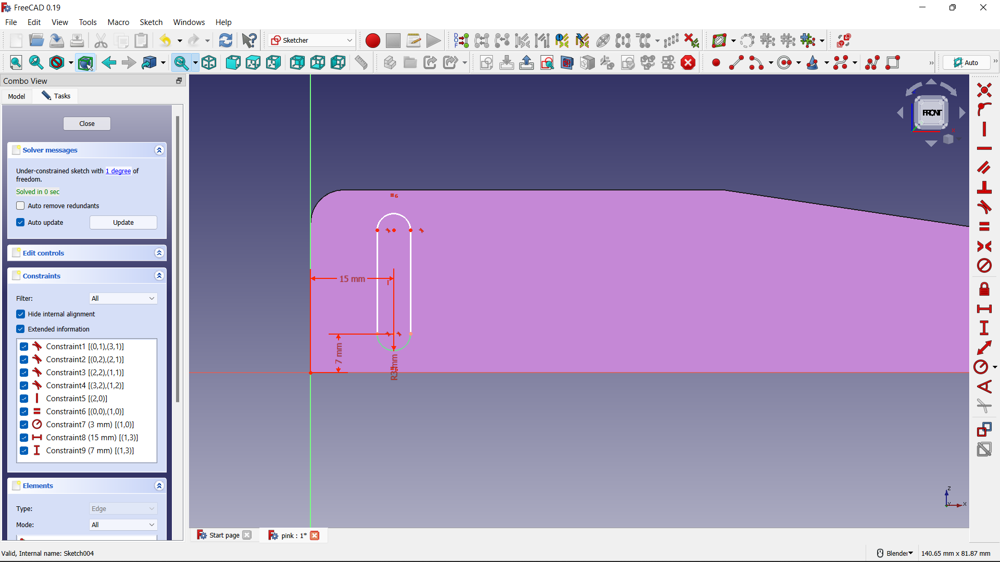 FreeCAD 0.19
File Edit View Tools Macro Sketch Windows Help
Sketcher
Auto
Combo View
Model Tasks
Close
Solver messages
Under-constrained sketch with 1 degree of
freedom.
Solved in 0 sec
Auto remove redundants
Auto update Update
Edit controls
Constraints
Filter: All
Hide internal alignment
Extended information
Constraint1 [(0,1),(3,1)]
Constraint2 [(0,2),(2,1)]
Constraint3 [(2,2),(1,1)]
Constraint4 [(3,2),(1,2)]
Constraint5 [(2,0)]
Constraint6 [(0,0),(1,0)]
Constraint7 (3 mm) [(1,0)]
Constraint8 (15 mm) [(1,3)]
Constraint9 (7 mm) [(1,3)]
Elements
Type: Edge
Mode: All
6
15 mm
7 mm
R3 mm
FRONT
Z
X
Z
Y
X
Start page pink : 1*
Valid, Internal name: Sketch004
Blender 140.65 mm x 81.87 mm